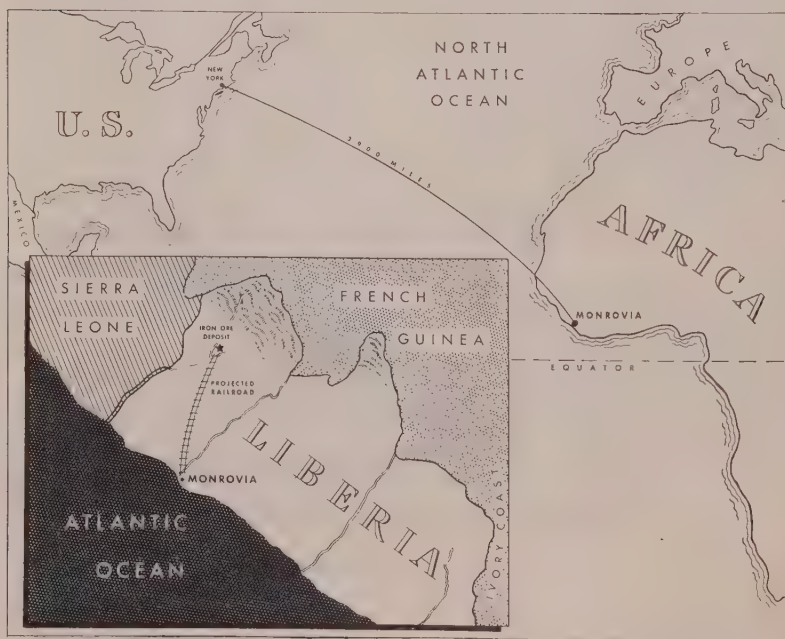 NORTH
ATLANTIC
OCEAN
EUROPE
NEW
YORK
U. S.
3900 MILES
MEXICO
AFRICA
MONROVIA
EQUATOR
SIERRA
LEONE
FRENCH
GUINEA
IRON ORE
DEPOSIT
PROJECTED
RAILROAD
LIBERIA
MONROVIA
ATLANTIC
OCEAN
IVORY COAST